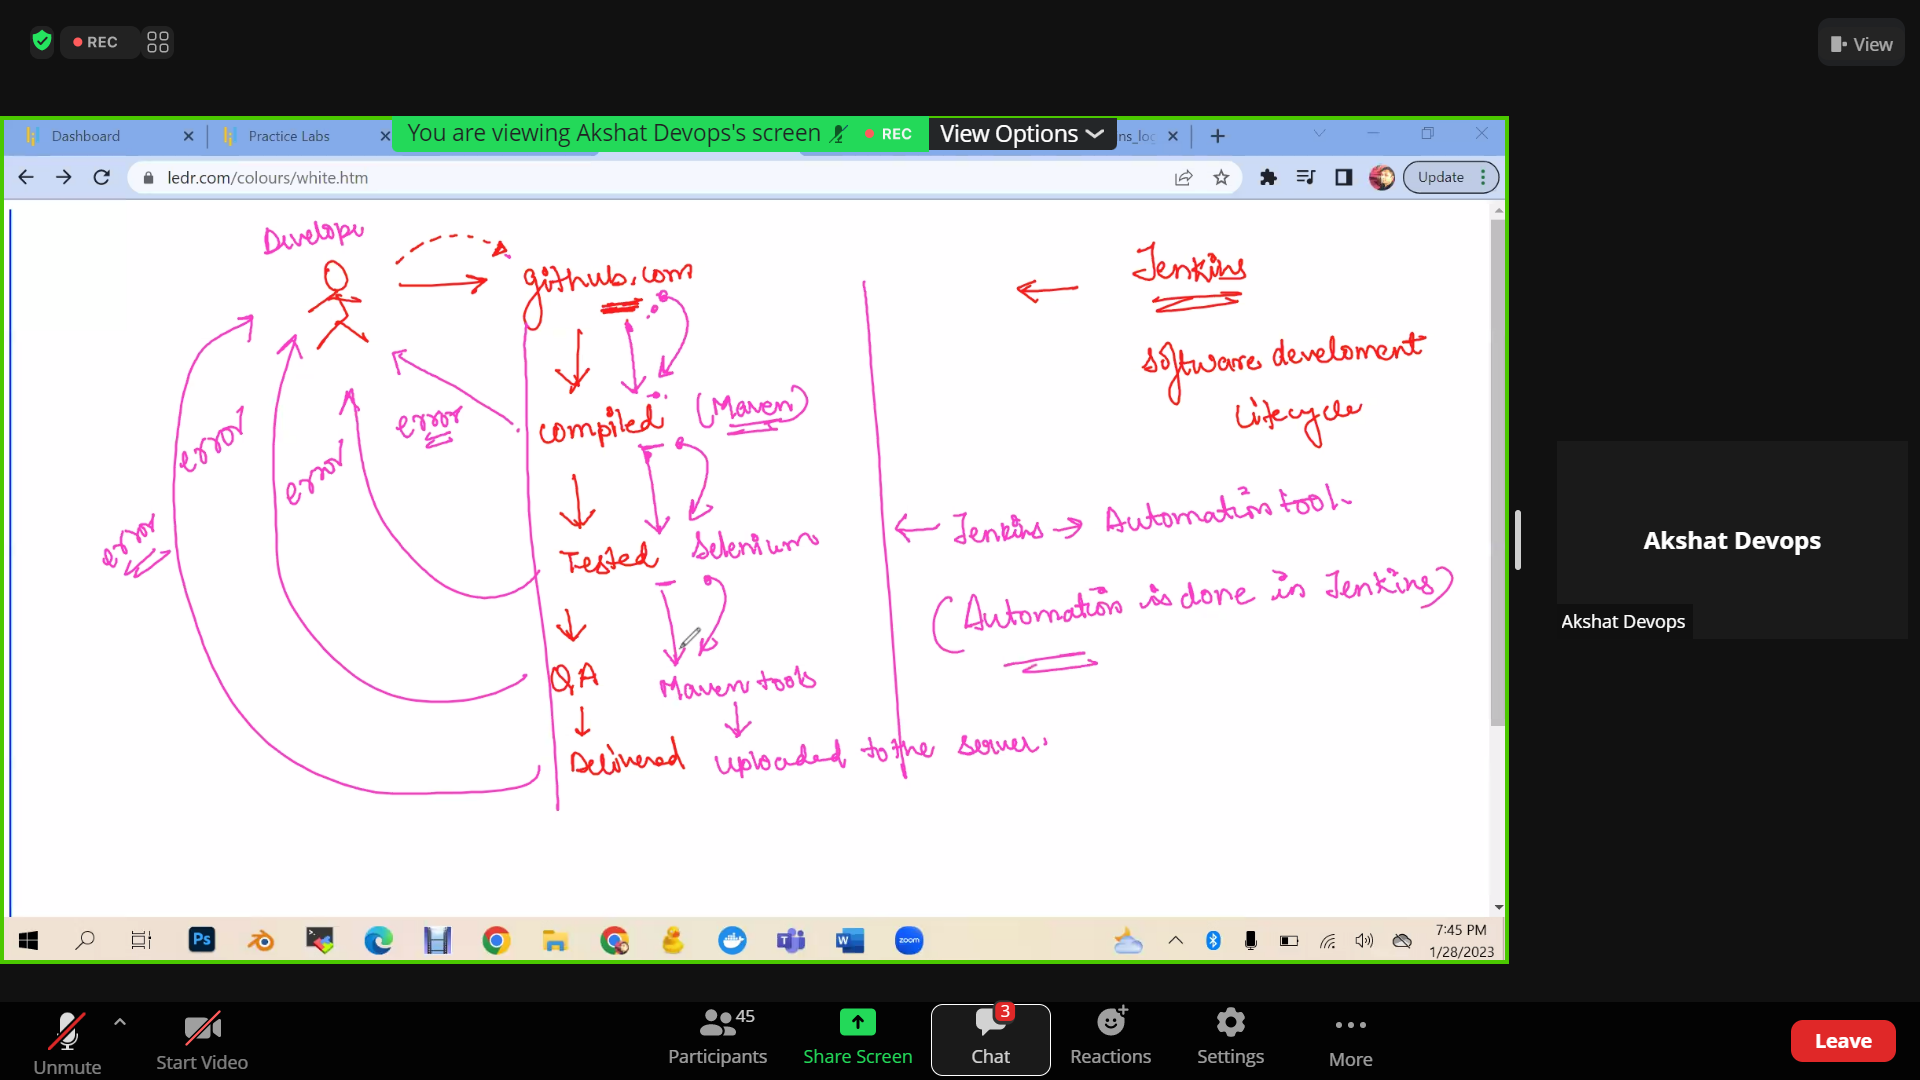 REC
View
Dashboard
Practice Labs
You are viewing Akshat Devops's screen
REC
View Options
ns_log
ledr.com/colours/white.htm
Update
Develope
github.com
Jenkins
Software develoment
Lifecycle
error
error
error
error
Compiled (Maven)
Tested Selenium
Jenkins → Automation tool.
(Automation is done in Jenkins)
QA
Maven tools
Delivered uploaded to the server.
Akshat Devops
Akshat Devops
Ps
W
zoom
7:45 PM
1/28/2023
Unmute
Start Video
45
Participants
Share Screen
3
Chat
Reactions
Settings
More
Leave